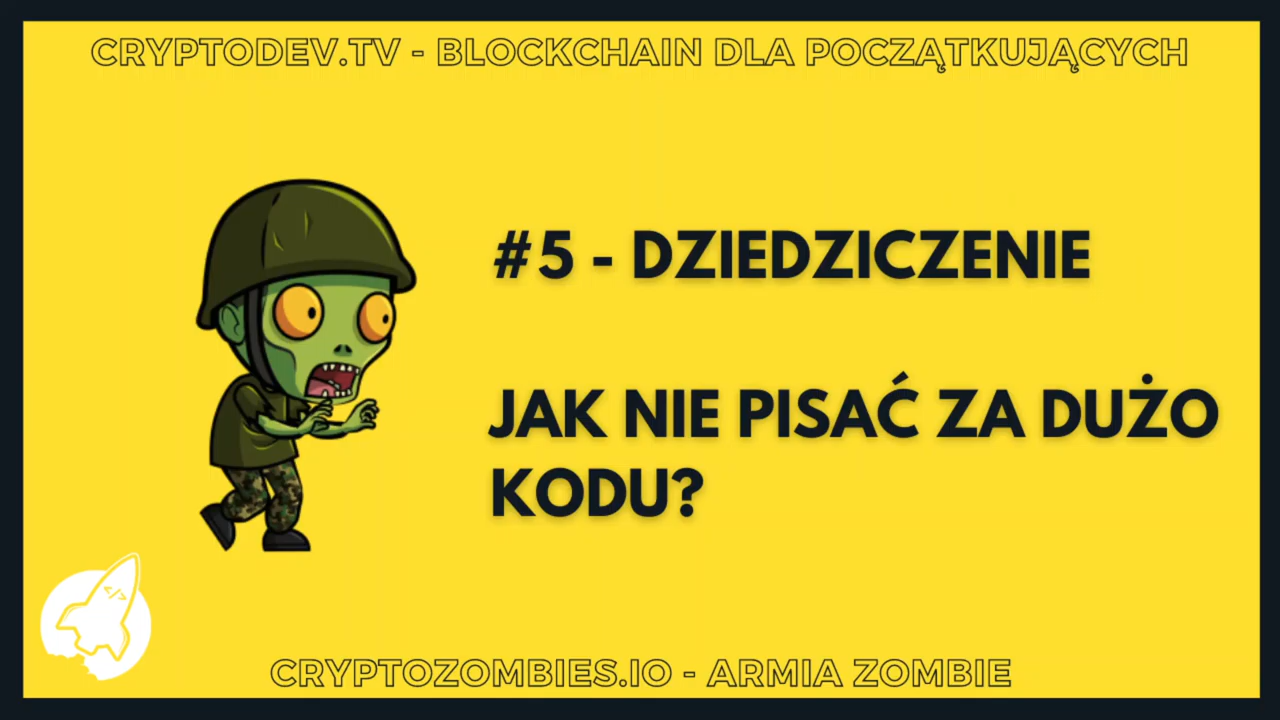 CRYPTODEV.TV - BLOCKCHAIN DLA POCZĄTKUJĄCYCH
#5 - DZIEDZICZENIE
JAK NIE PISAĆ ZA DUŻO
KODU?
</>
CRYPTOZOMBIES.IO - ARMIA ZOMBIE